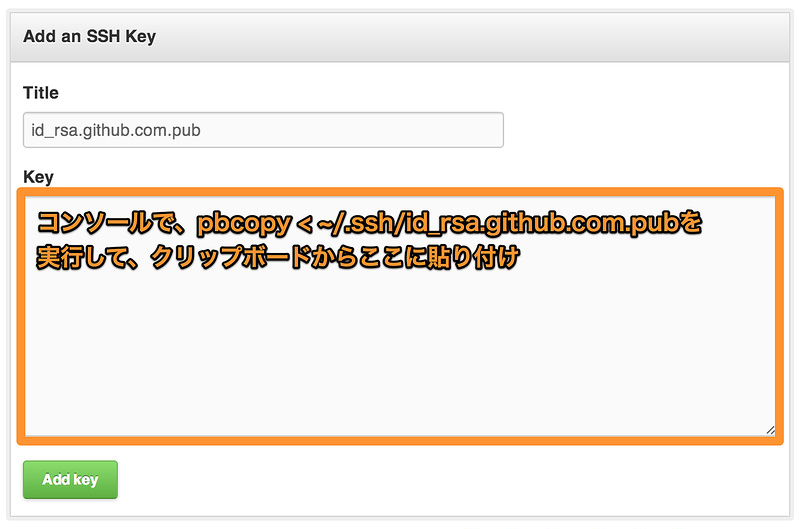 Add an SSH Key
Title
id_rsa.github.com.pub
Key
コンソールで、pbcopy < ~/.ssh/id_rsa.github.com.pubを
実行して、クリップボードからここに貼り付け
Add key